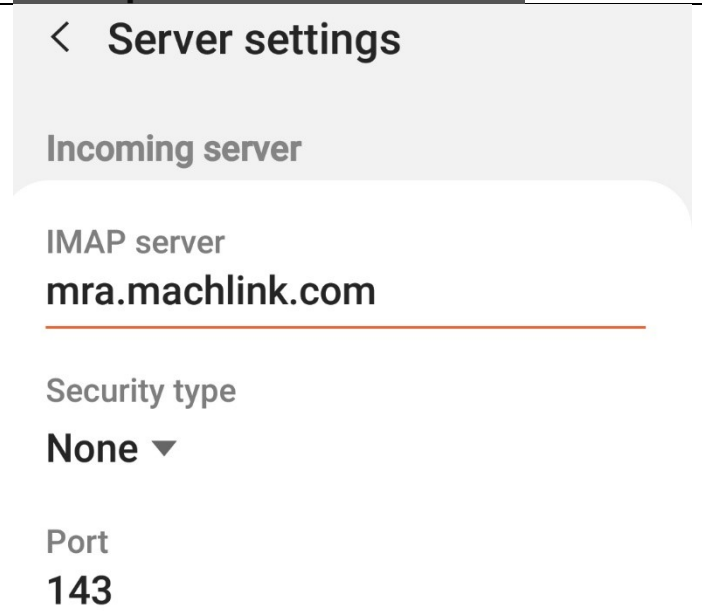 Server settings
Incoming server
IMAP server
mra.machlink.com
Security type
None
Port
143